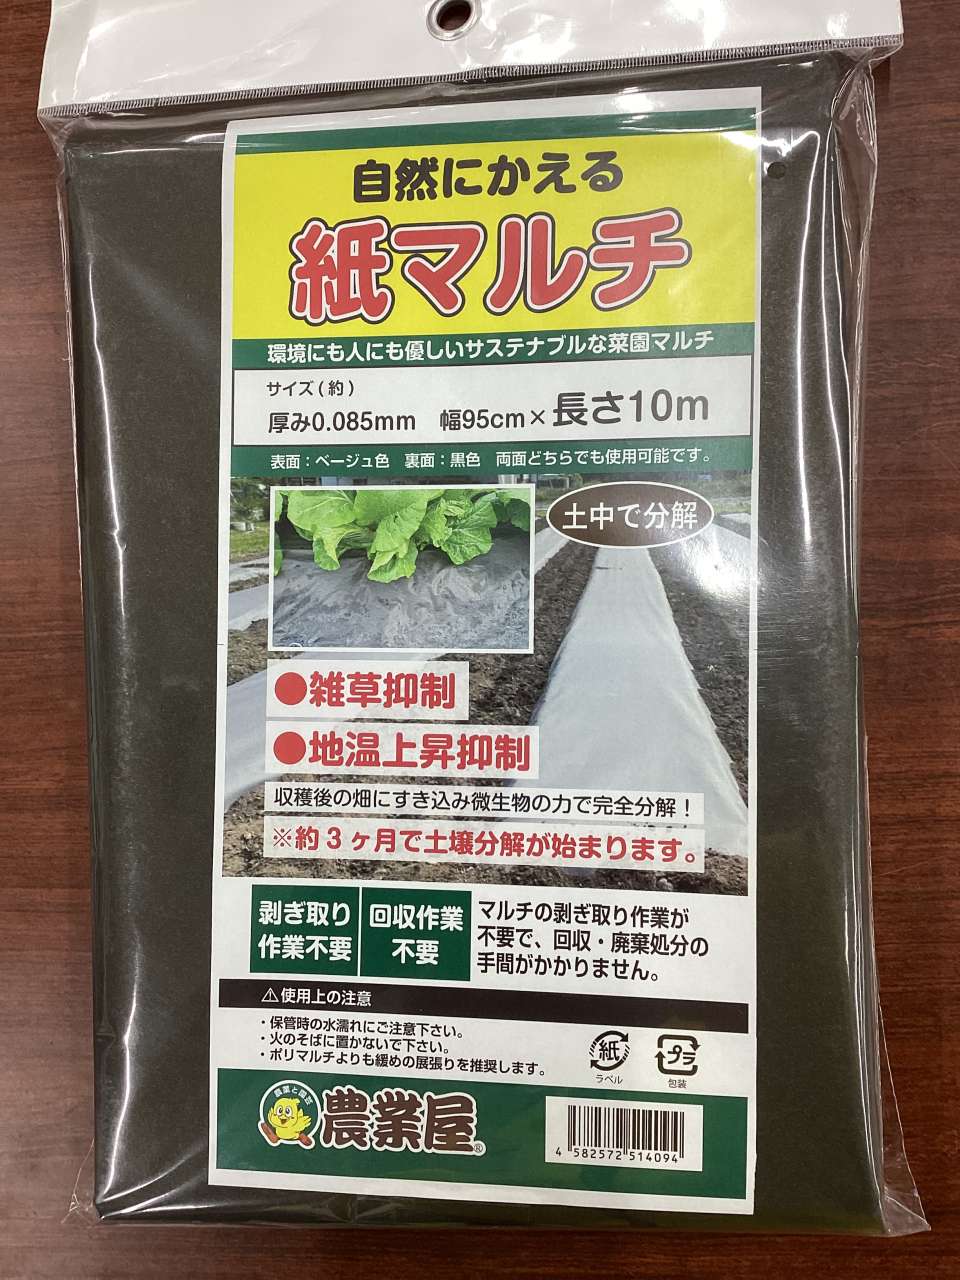 自然にかえる
紙マルチ
環境にも人にも優しいサステナブルな菜園マルチ
サイズ(約)
厚み0.085mm 幅95cm×長さ10m
表面：ベージュ色 裏面：黒色 両面どちらでも使用可能です。
土中で分解
●雑草抑制
●地温上昇抑制
収穫後の畑にすき込み微生物の力で完全分解！
※約3ヶ月で土壌分解が始まります。
剥ぎ取り
作業不要
回収作業
不要
マルチの剥ぎ取り作業が
不要で、回収・廃棄処分の
手間がかかりません。
⚠使用上の注意
・保管時の水濡れにご注意下さい。
・火のそばに置かないで下さい。
・ポリマルチよりも緩めの展張りを推奨します。
紙
ラベル
プラ
包装
農業屋®
4 582572 514094